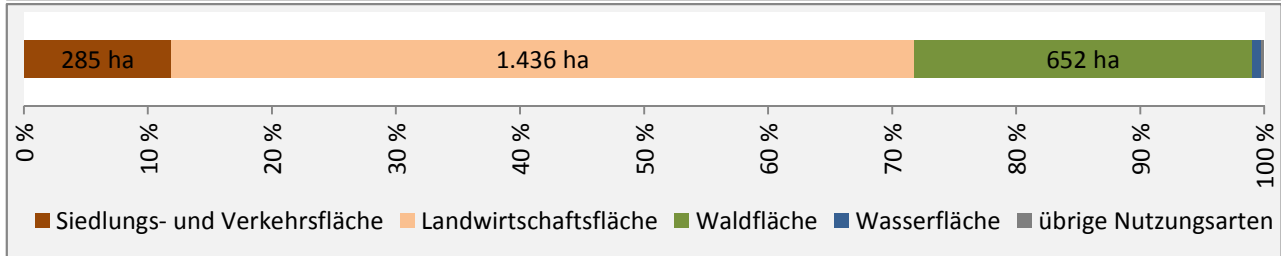 285 ha 1.436 ha 652 ha
0 % 10 % 20 % 30 % 40 % 50 % 60 % 70 % 80 % 90 % 100 %
Siedlungs- und Verkehrsfläche Landwirtschaftsfläche Waldfläche Wasserfläche übrige Nutzungsarten